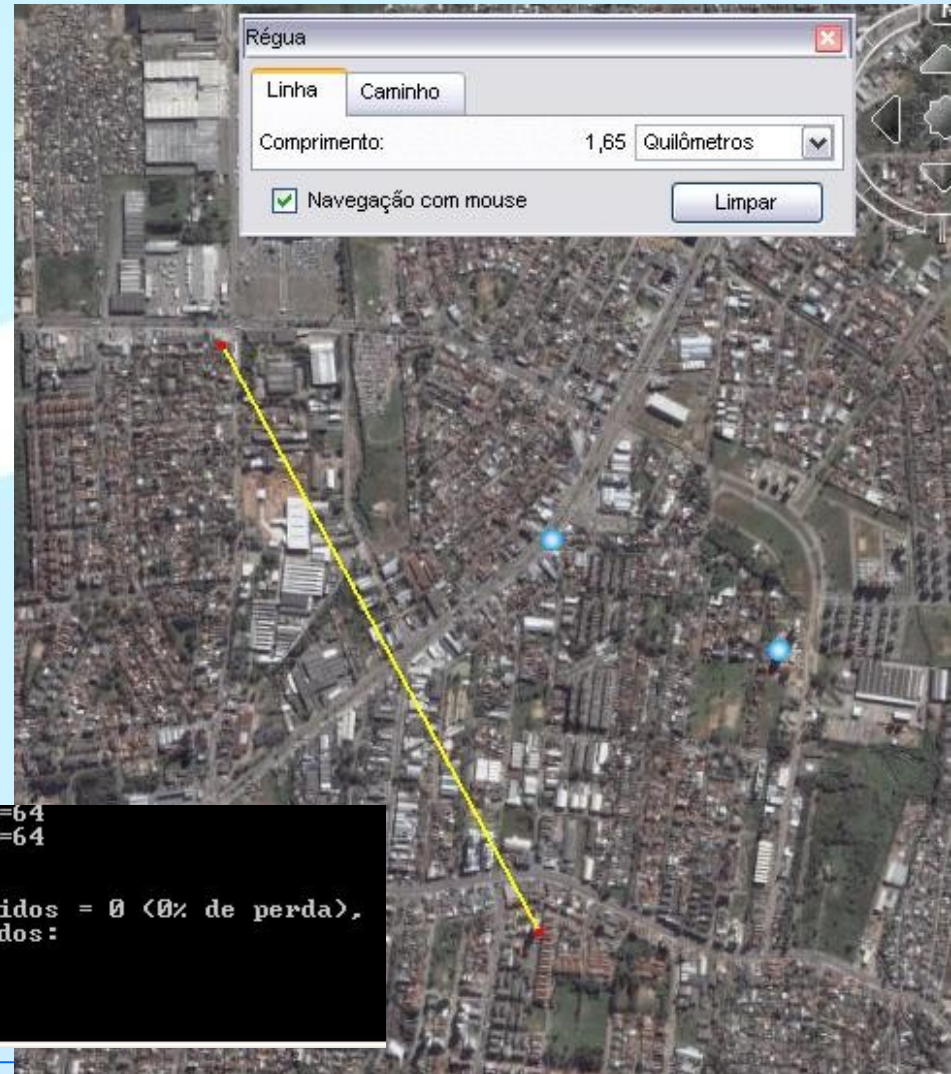 Régua
Linha Caminho
Comprimento: 1,65 Quilômetros
Navegação com mouse Limpar
=64
=64
idos = 0 (0% de perda),
dos: